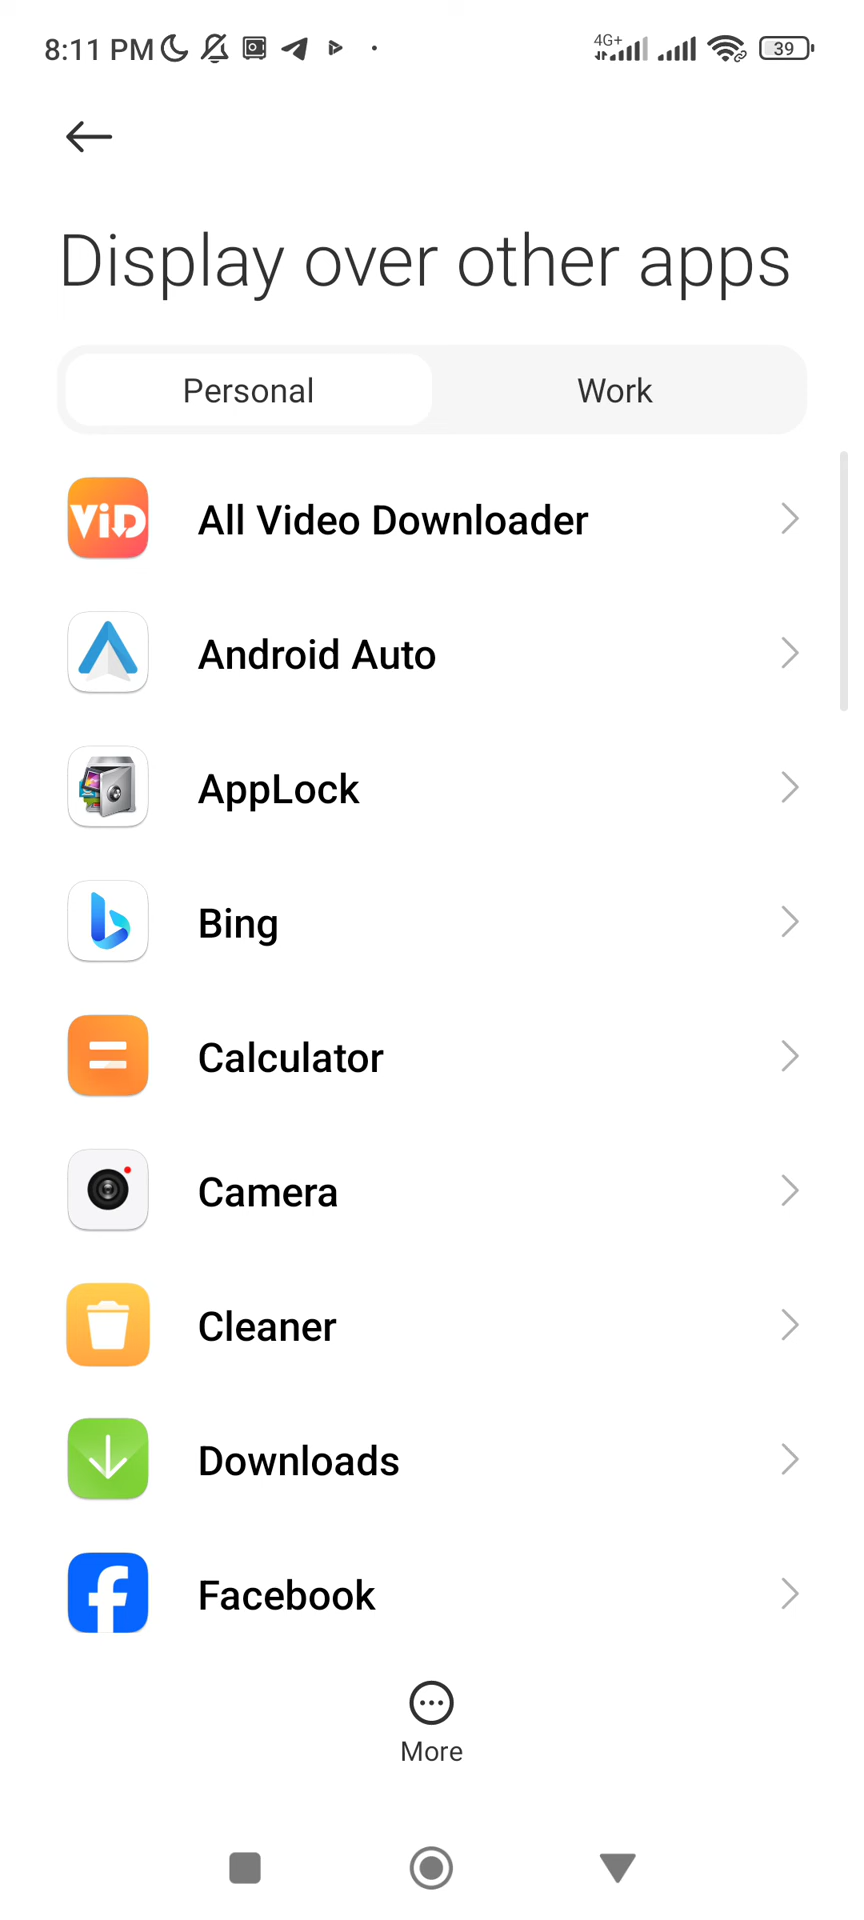 8:11 PM 4G+ 39
Display over other apps
Personal Work
ViD All Video Downloader
Android Auto
AppLock
Bing
Calculator
Camera
Cleaner
Downloads
Facebook
More